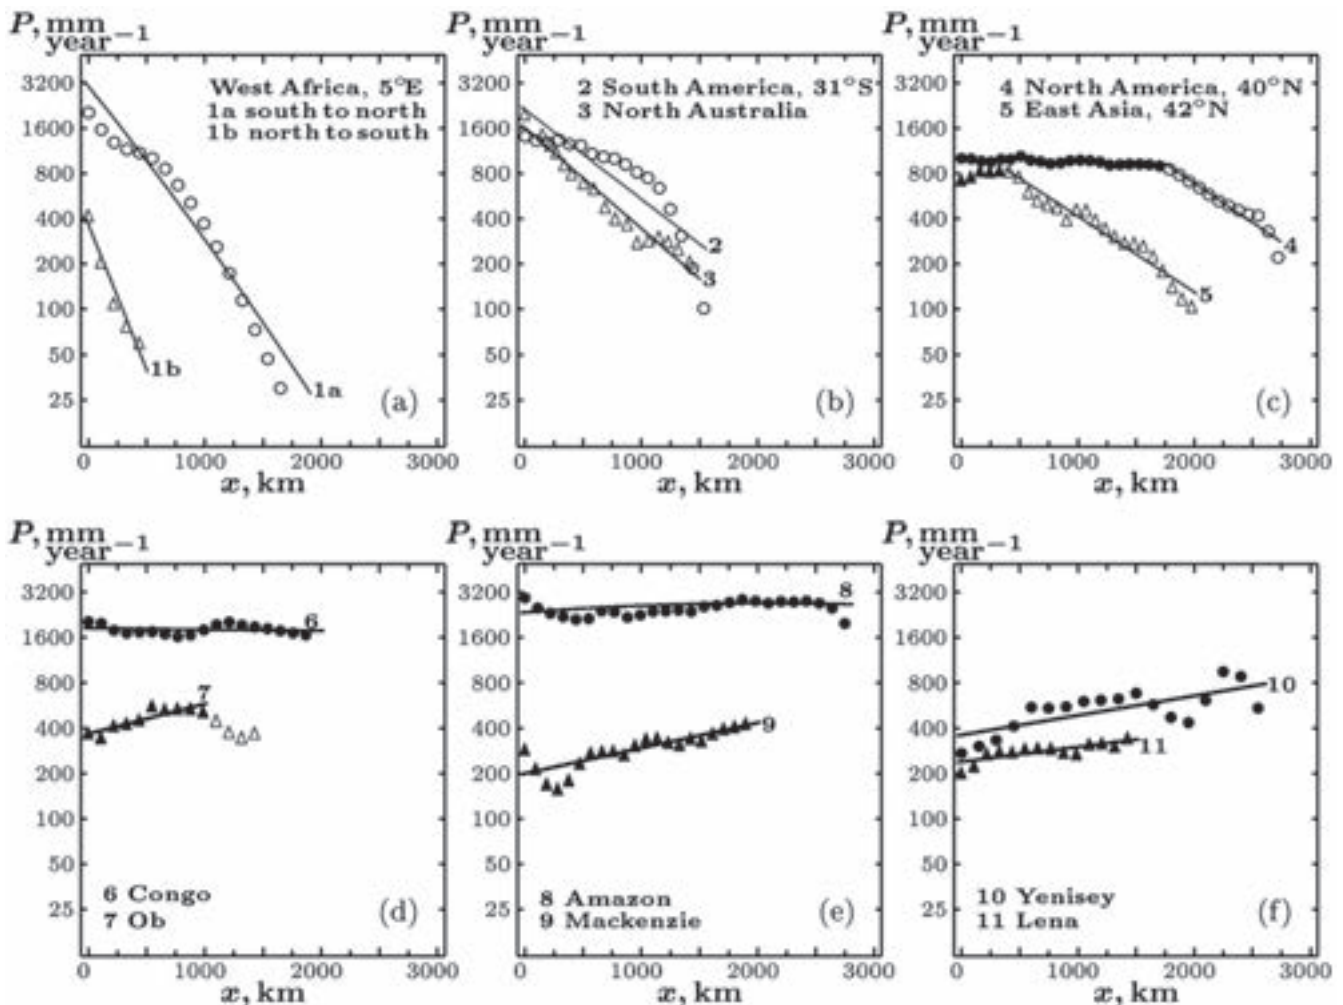 P, mm year−1
3200
1600
800
400
200
100
50
25
West Africa, 5°E
1a south to north
1b north to south
1b
1a
(a)
0 1000 2000 3000
x, km
P, mm year−1
3200
1600
800
400
200
100
50
25
2 South America, 31°S
3 North Australia
2
3
(b)
0 1000 2000 3000
x, km
P, mm year−1
3200
1600
800
400
200
100
50
25
4 North America, 40°N
5 East Asia, 42°N
4
5
(c)
0 1000 2000 3000
x, km
P, mm year−1
3200
1600
800
400
200
100
50
25
6
7
6 Congo
7 Ob
(d)
0 1000 2000 3000
x, km
P, mm year−1
3200
1600
800
400
200
100
50
25
8
9
8 Amazon
9 Mackenzie
(e)
0 1000 2000 3000
x, km
P, mm year−1
3200
1600
800
400
200
100
50
25
10
11
10 Yenisey
11 Lena
(f)
0 1000 2000 3000
x, km